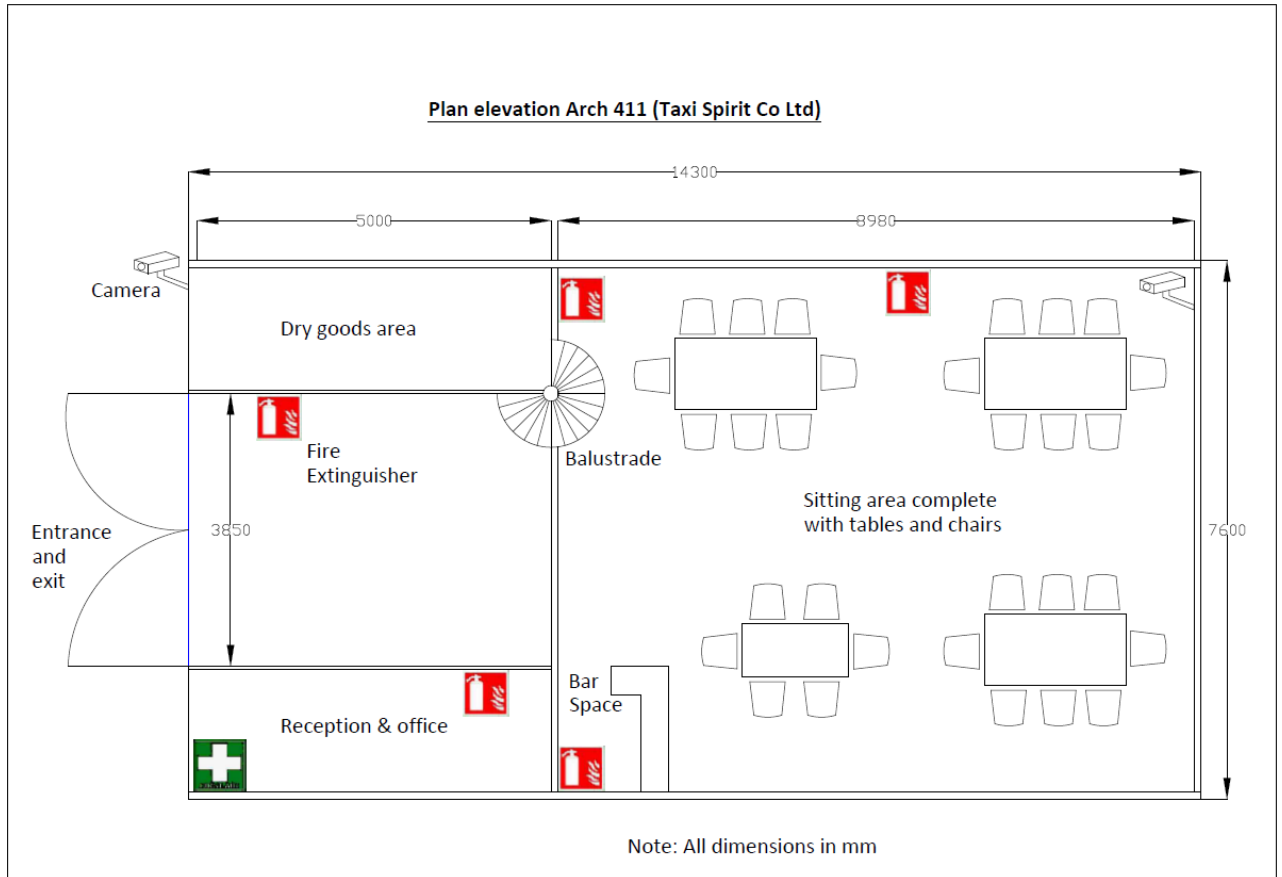 Plan elevation Arch 411 (Taxi Spirit Co Ltd)
14300
5000
8980
Camera
Dry goods area
Fire
Extinguisher
Balustrade
Sitting area complete
with tables and chairs
Entrance
and
exit
3850
7600
Bar
Space
Reception & office
Note: All dimensions in mm